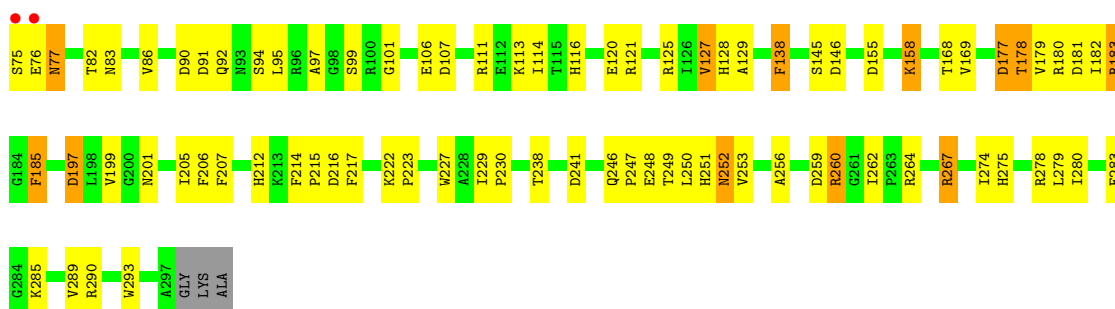 S75 E76 N77 T82 N83 V86 D90 D91 Q92 N93 S94 L95 R96 A97 G98 S99 R100 G101 E106 D107 R111 E112 K113 I114 T115 H116 E120 R121 R125 I126 V127 H128 A129 F138 S145 D146 D155 K158 T168 V169 D177 T178 V179 R180 D181 I182
G184 F185 D197 L198 V199 G200 N201 I205 F206 F207 H212 K213 F214 P215 D216 F217 K222 P223 W227 A228 I229 P230 T238 D241 Q246 P247 E248 T249 L250 H251 N252 V253 A256 D259 R260 G261 I262 P263 R264 R267 I274 H275 R278 L279 I280
G284 K285 V289 R290 W293 A297 GLY LYS ALA